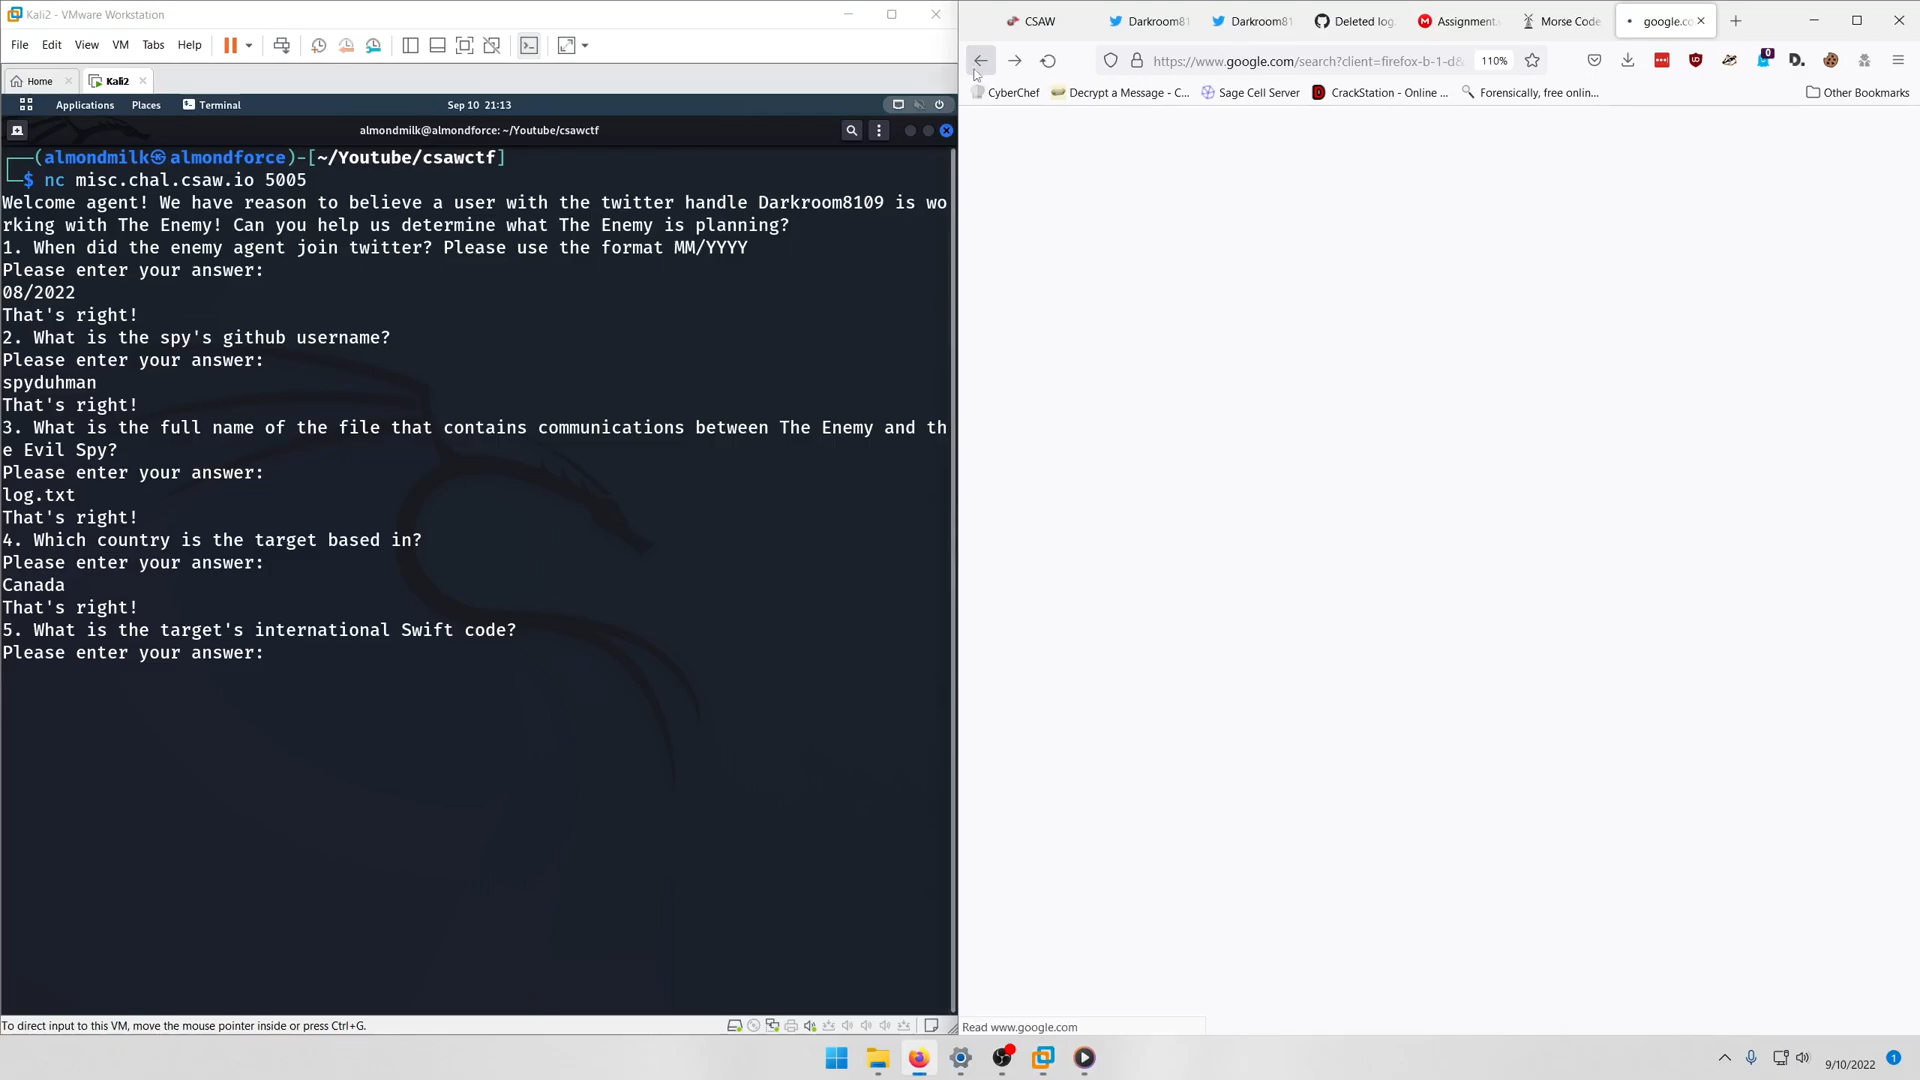 Kali2 - VMware Workstation
File Edit View VM Tabs Help
Home Kali2
Applications Places Terminal Sep 10 21:13
almondmilk@almondforce: ~/Youtube/csawctf
(almondmilk㉿almondforce)-[~/Youtube/csawctf]
$ nc misc.chal.csaw.io 5005
Welcome agent! We have reason to believe a user with the twitter handle Darkroom8109 is wo
rking with The Enemy! Can you help us determine what The Enemy is planning?
1. When did the enemy agent join twitter? Please use the format MM/YYYY
Please enter your answer:
08/2022
That's right!
2. What is the spy's github username?
Please enter your answer:
spyduhman
That's right!
3. What is the full name of the file that contains communications between The Enemy and th
e Evil Spy?
Please enter your answer:
log.txt
That's right!
4. Which country is the target based in?
Please enter your answer:
Canada
That's right!
5. What is the target's international Swift code?
Please enter your answer:
To direct input to this VM, move the mouse pointer inside or press Ctrl+G.
CSAW Darkroom81 Darkroom81 Deleted log. Assignment. Morse Code google.co
https://www.google.com/search?client=firefox-b-1-d& 110%
CyberChef Decrypt a Message - C... Sage Cell Server CrackStation - Online ... Forensically, free onlin... Other Bookmarks
Read www.google.com
9/10/2022